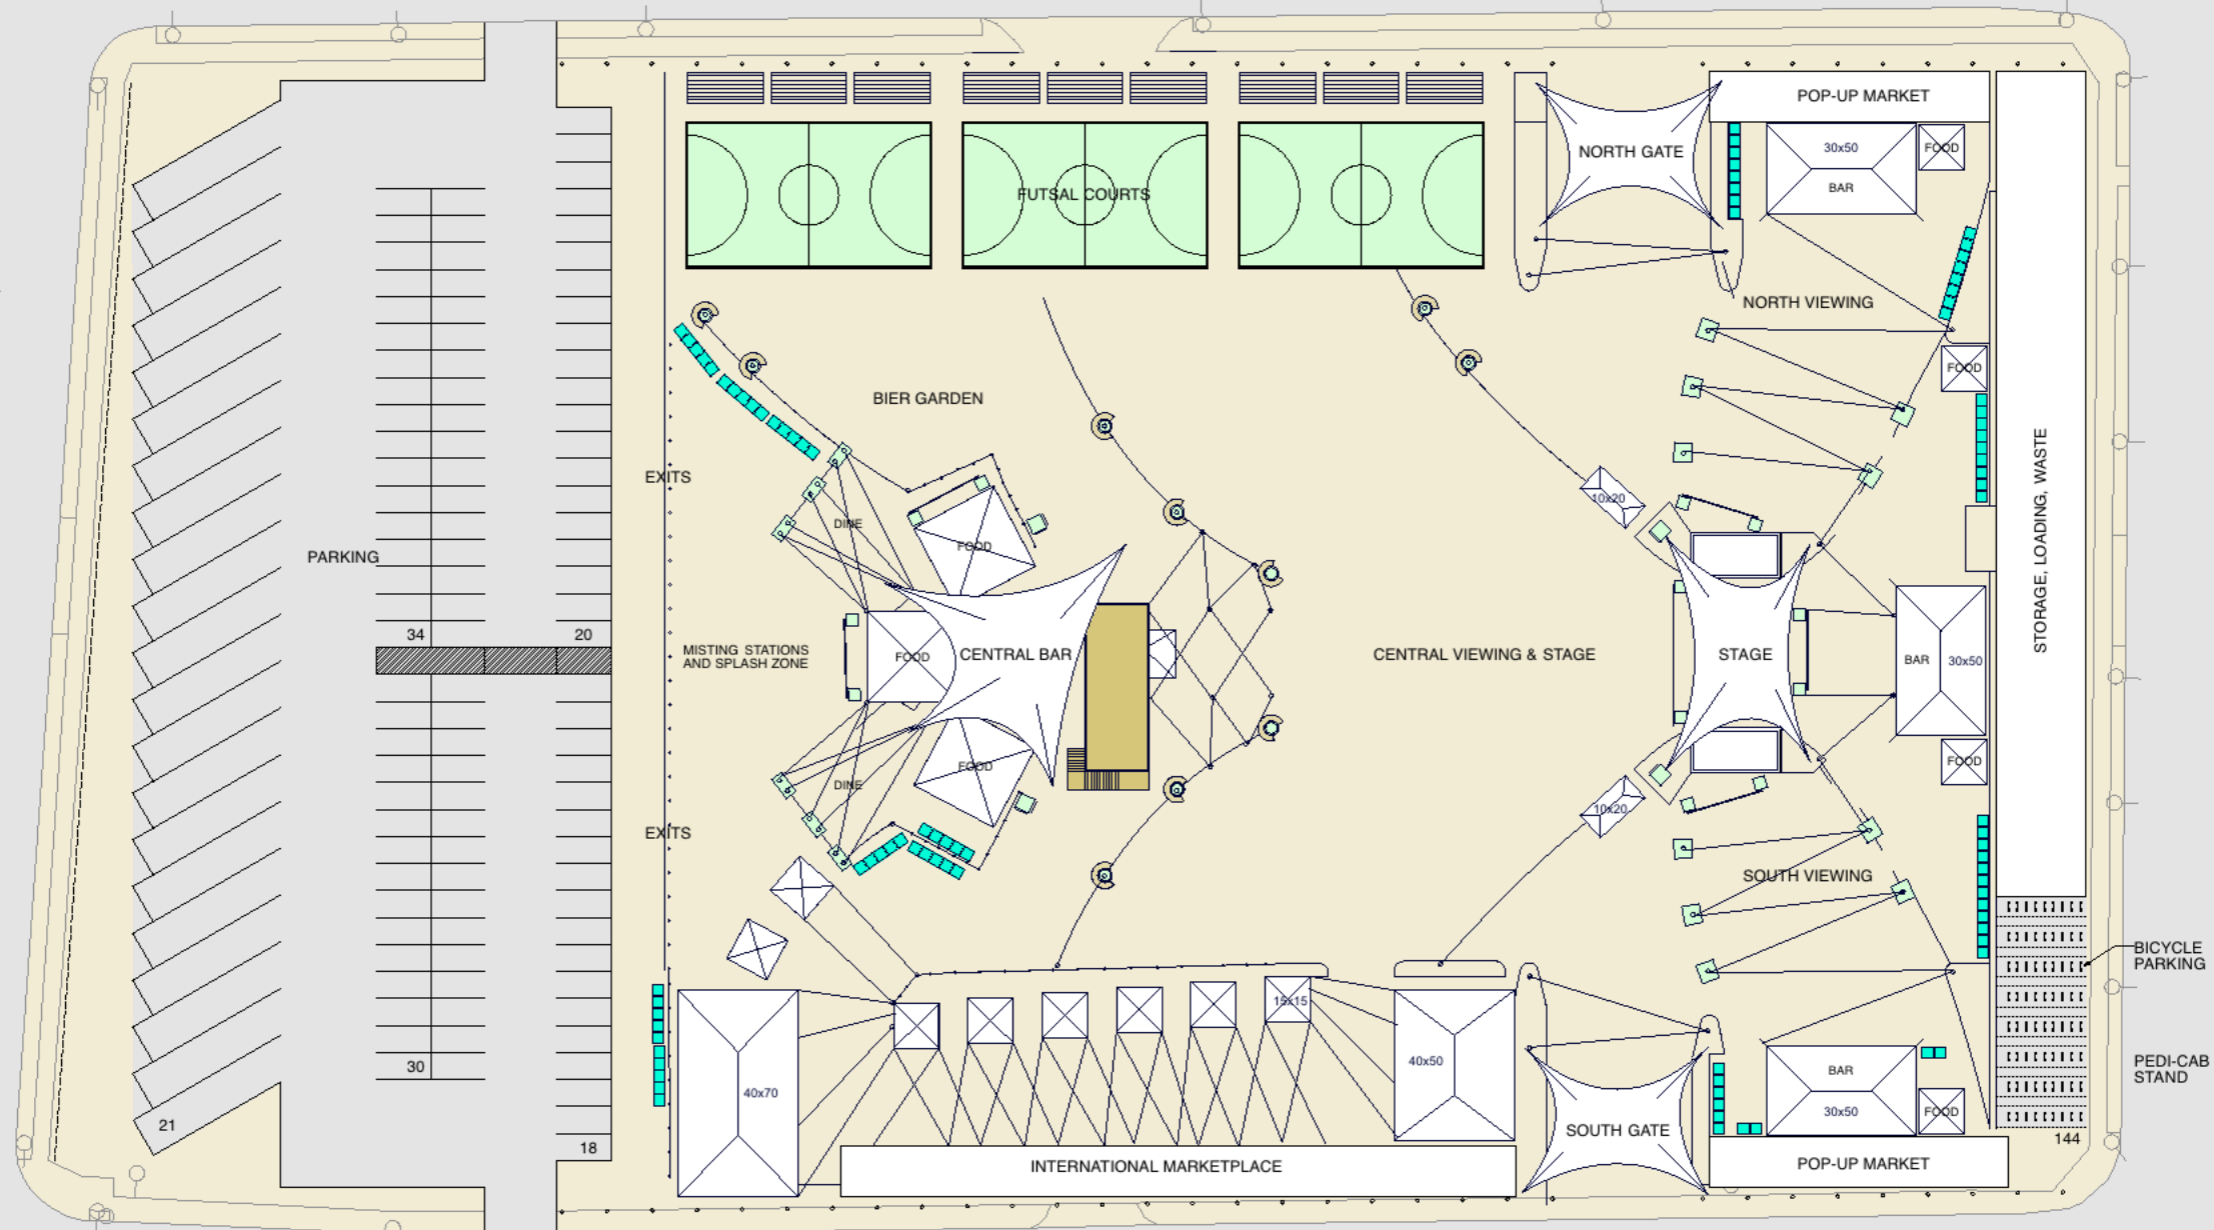 POP-UP MARKET
NORTH GATE
30x50
FOOD
BAR
FUTSAL COURTS
NORTH VIEWING
FOOD
BIER GARDEN
EXITS
10x20
DINE
FOOD
PARKING
STORAGE, LOADING, WASTE
34
20
MISTING STATIONS
AND SPLASH ZONE
FOOD
CENTRAL BAR
CENTRAL VIEWING & STAGE
STAGE
BAR
30x50
FOOD
FOOD
DINE
10x20
EXITS
SOUTH VIEWING
BICYCLE
PARKING
15x15
40x50
30
40x70
BAR
PEDI-CAB
STAND
30x50
FOOD
21
SOUTH GATE
18
144
INTERNATIONAL MARKETPLACE
POP-UP MARKET